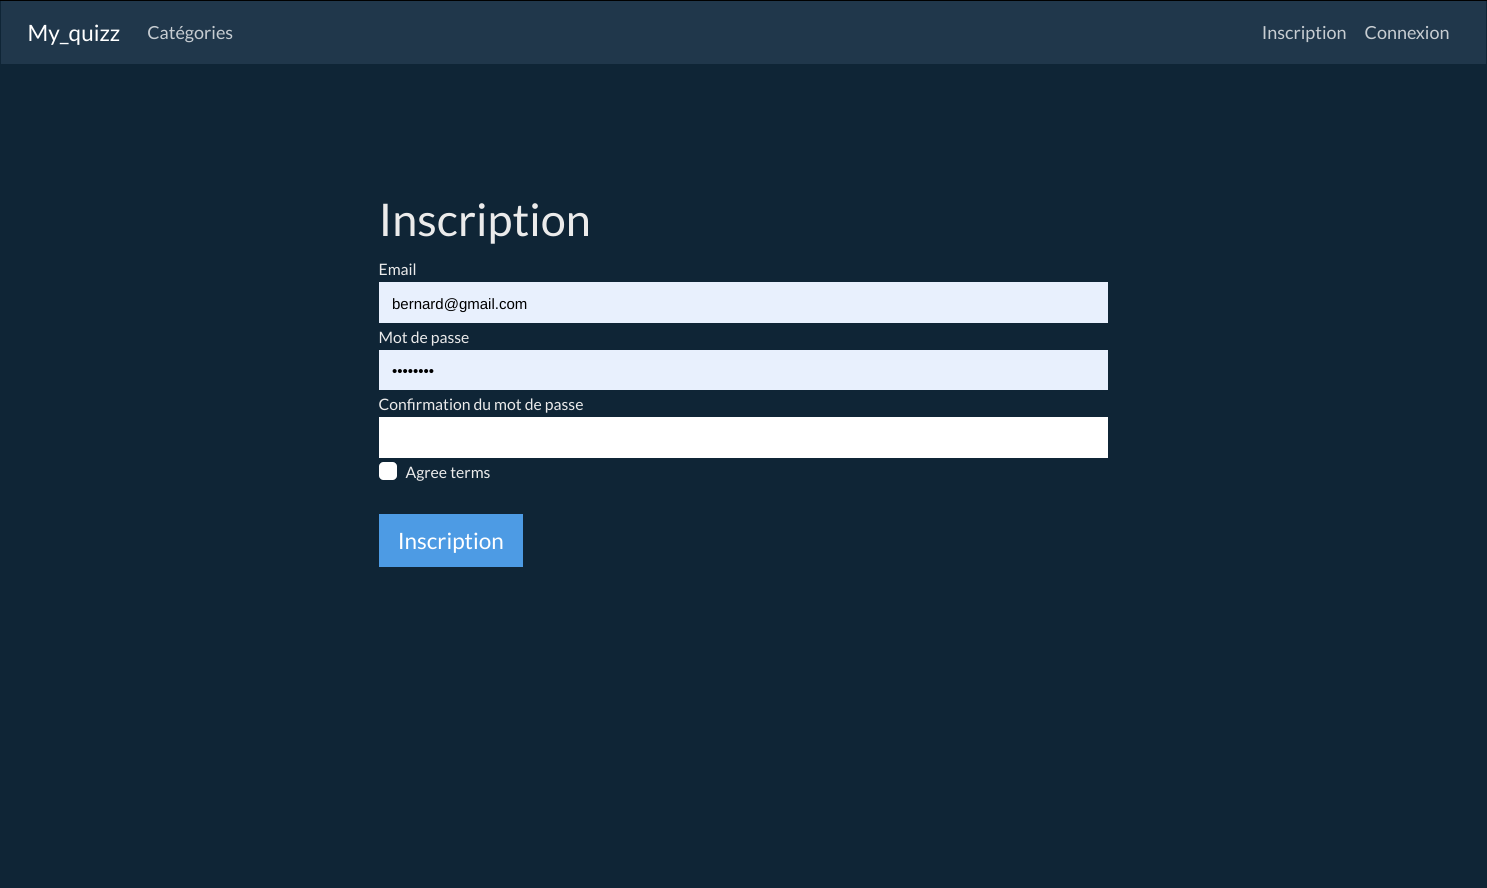 My_quizz Catégories Inscription Connexion
Inscription
Email
bernard@gmail.com
Mot de passe
••••••••
Confirmation du mot de passe
Agree terms
Inscription